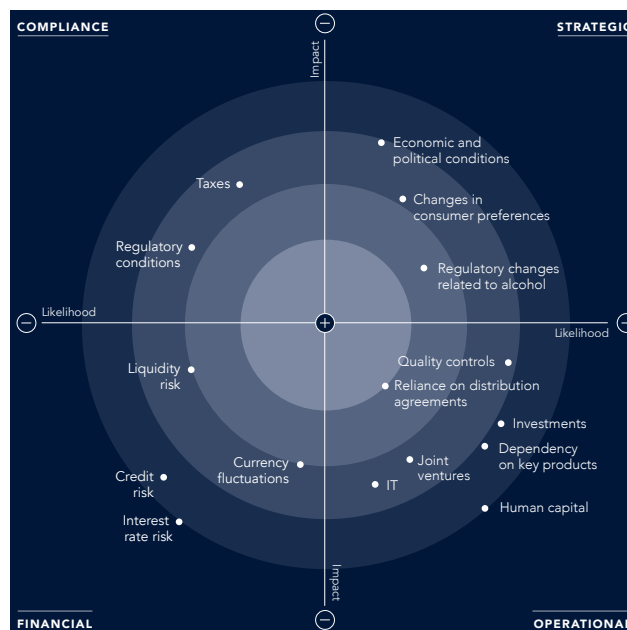 COMPLIANCE
STRATEGIC
Impact
Economic and
political conditions
Taxes
Changes in
consumer preferences
Regulatory
conditions
Regulatory changes
related to alcohol
Likelihood
Likelihood
Quality controls
Liquidity
risk
Reliance on distribution
agreements
Investments
Dependency
on key products
Joint
ventures
Currency
fluctuations
Credit
risk
IT
Human capital
Interest
rate risk
Impact
FINANCIAL
OPERATIONAL